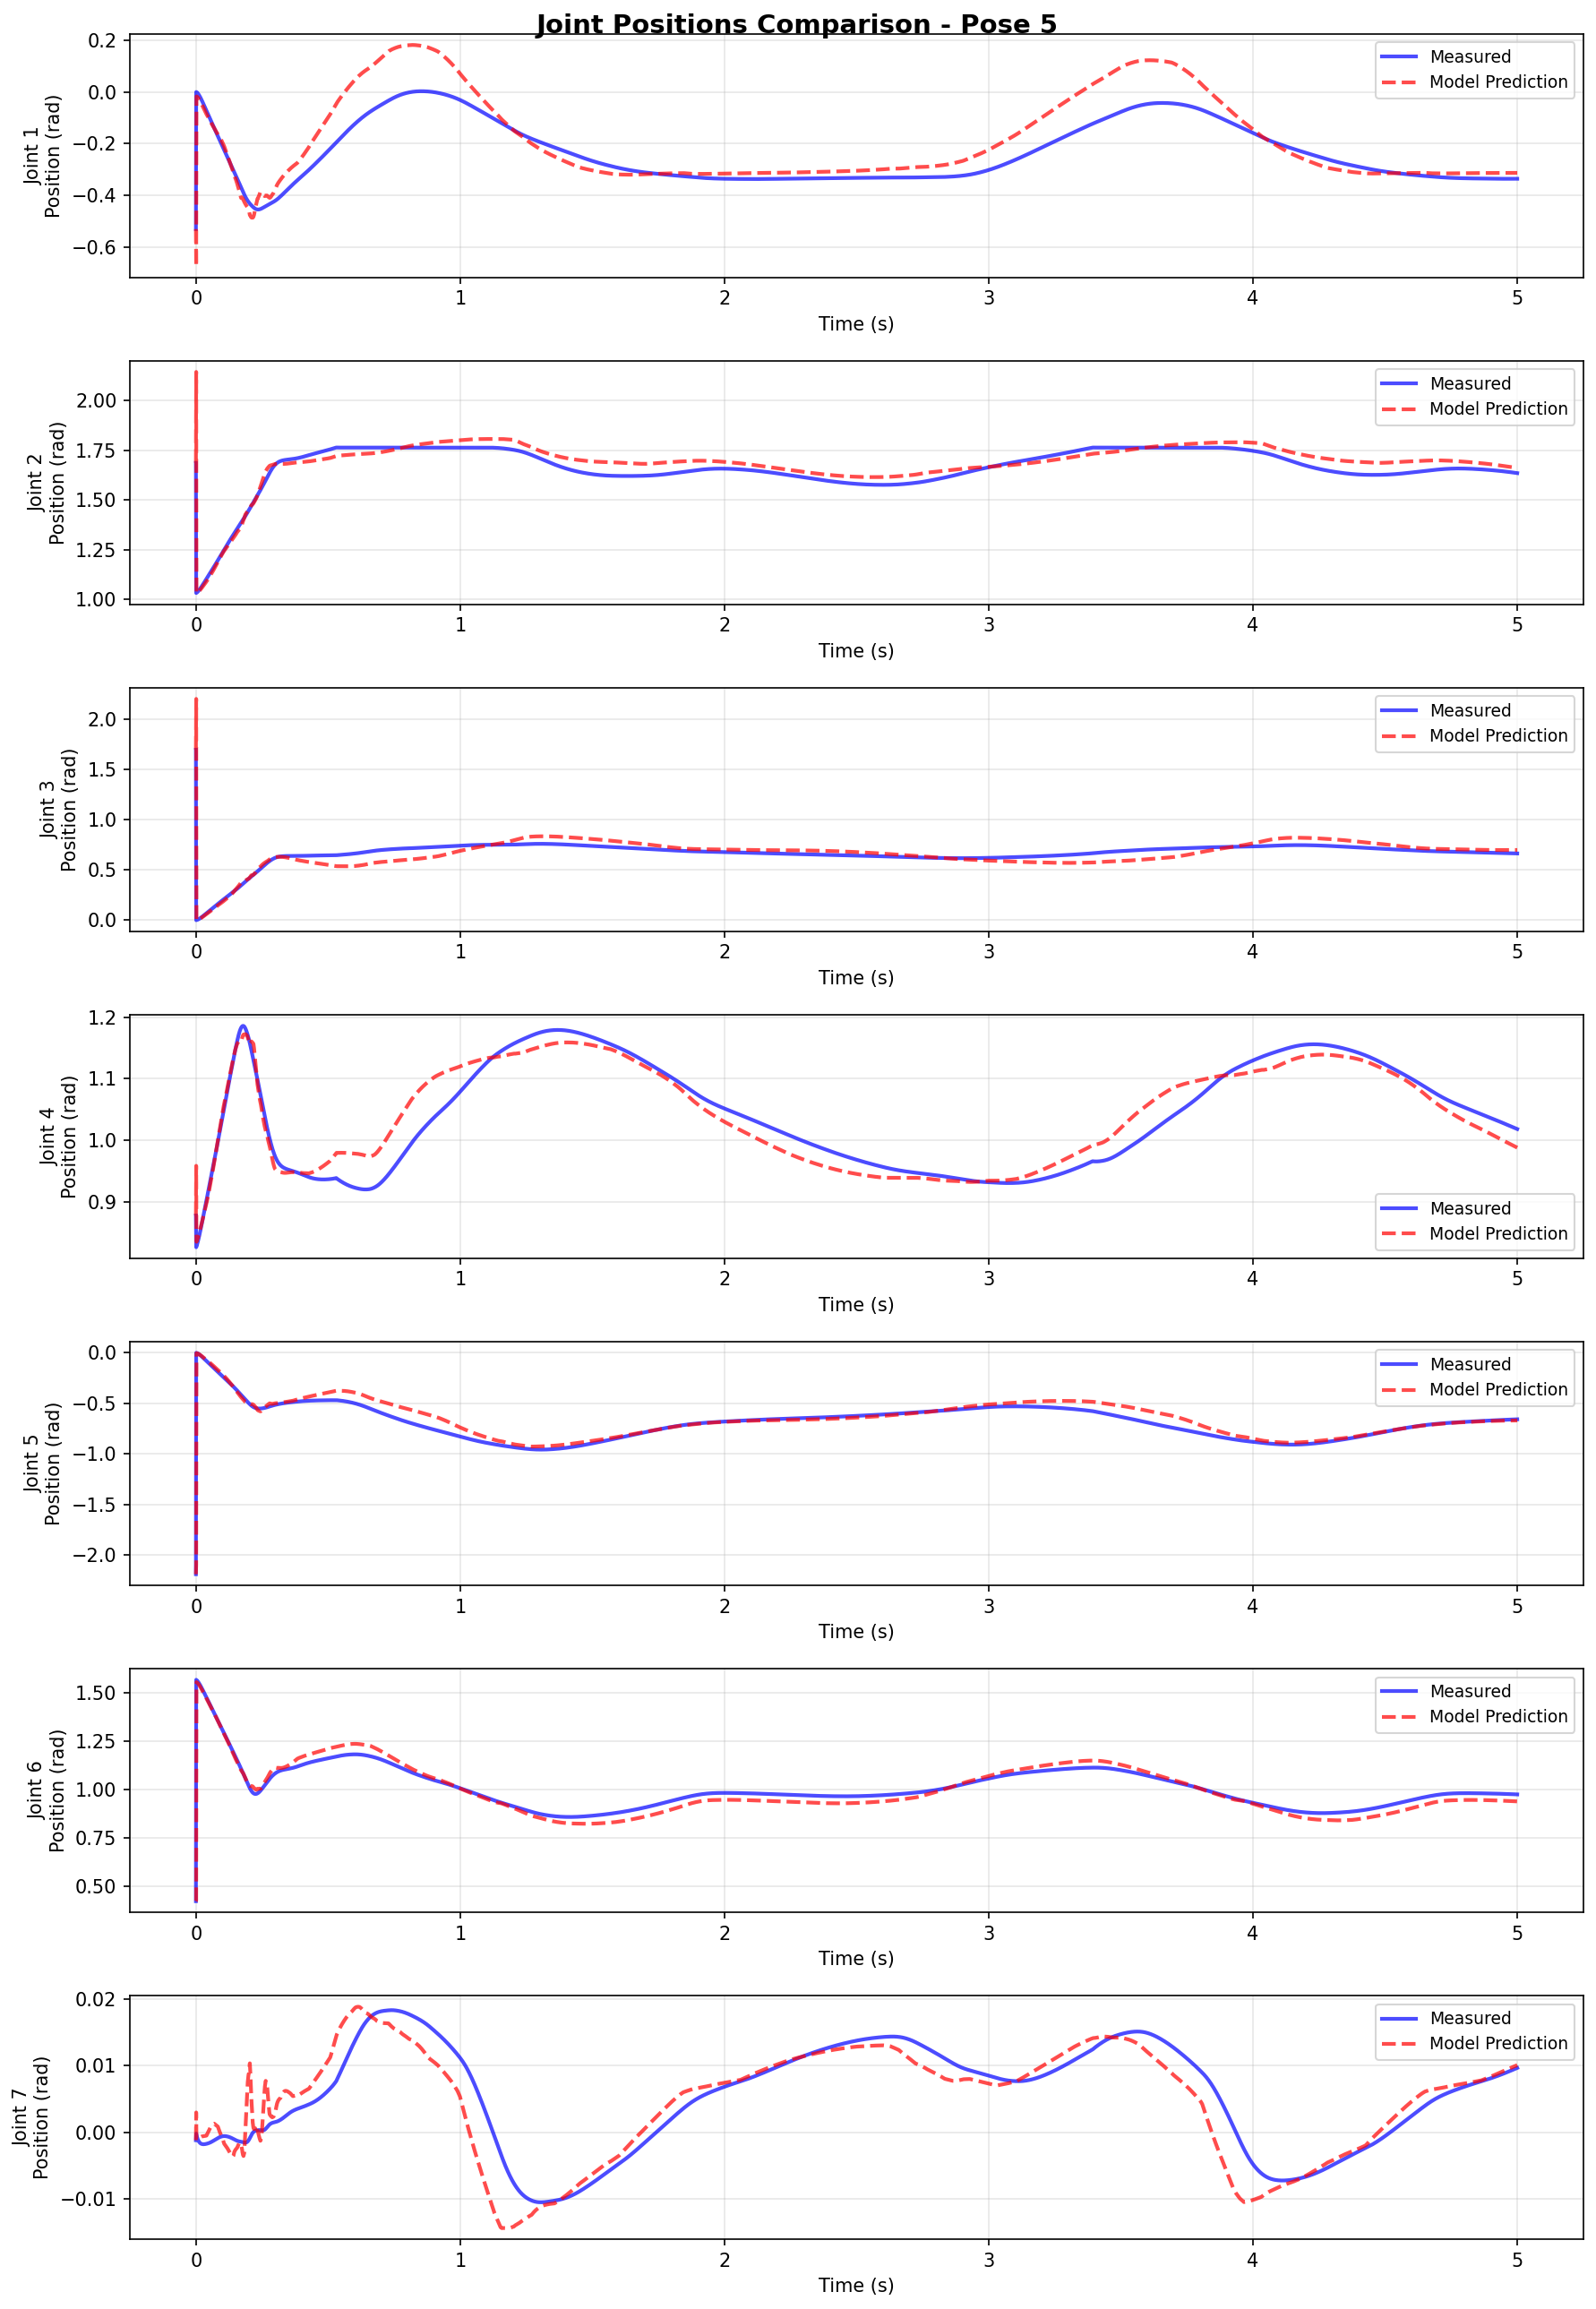 Joint Positions Comparison - Pose 5
Joint 1
Position (rad)
0.2
0.0
−0.2
−0.4
−0.6
Measured
Model Prediction
0 1 2 3 4 5
Time (s)
Joint 2
Position (rad)
2.00
1.75
1.50
1.25
1.00
Measured
Model Prediction
0 1 2 3 4 5
Time (s)
Joint 3
Position (rad)
2.0
1.5
1.0
0.5
0.0
Measured
Model Prediction
0 1 2 3 4 5
Time (s)
Joint 4
Position (rad)
1.2
1.1
1.0
0.9
Measured
Model Prediction
0 1 2 3 4 5
Time (s)
Joint 5
Position (rad)
0.0
−0.5
−1.0
−1.5
−2.0
Measured
Model Prediction
0 1 2 3 4 5
Time (s)
Joint 6
Position (rad)
1.50
1.25
1.00
0.75
0.50
Measured
Model Prediction
0 1 2 3 4 5
Time (s)
Joint 7
Position (rad)
0.02
0.01
0.00
−0.01
Measured
Model Prediction
0 1 2 3 4 5
Time (s)